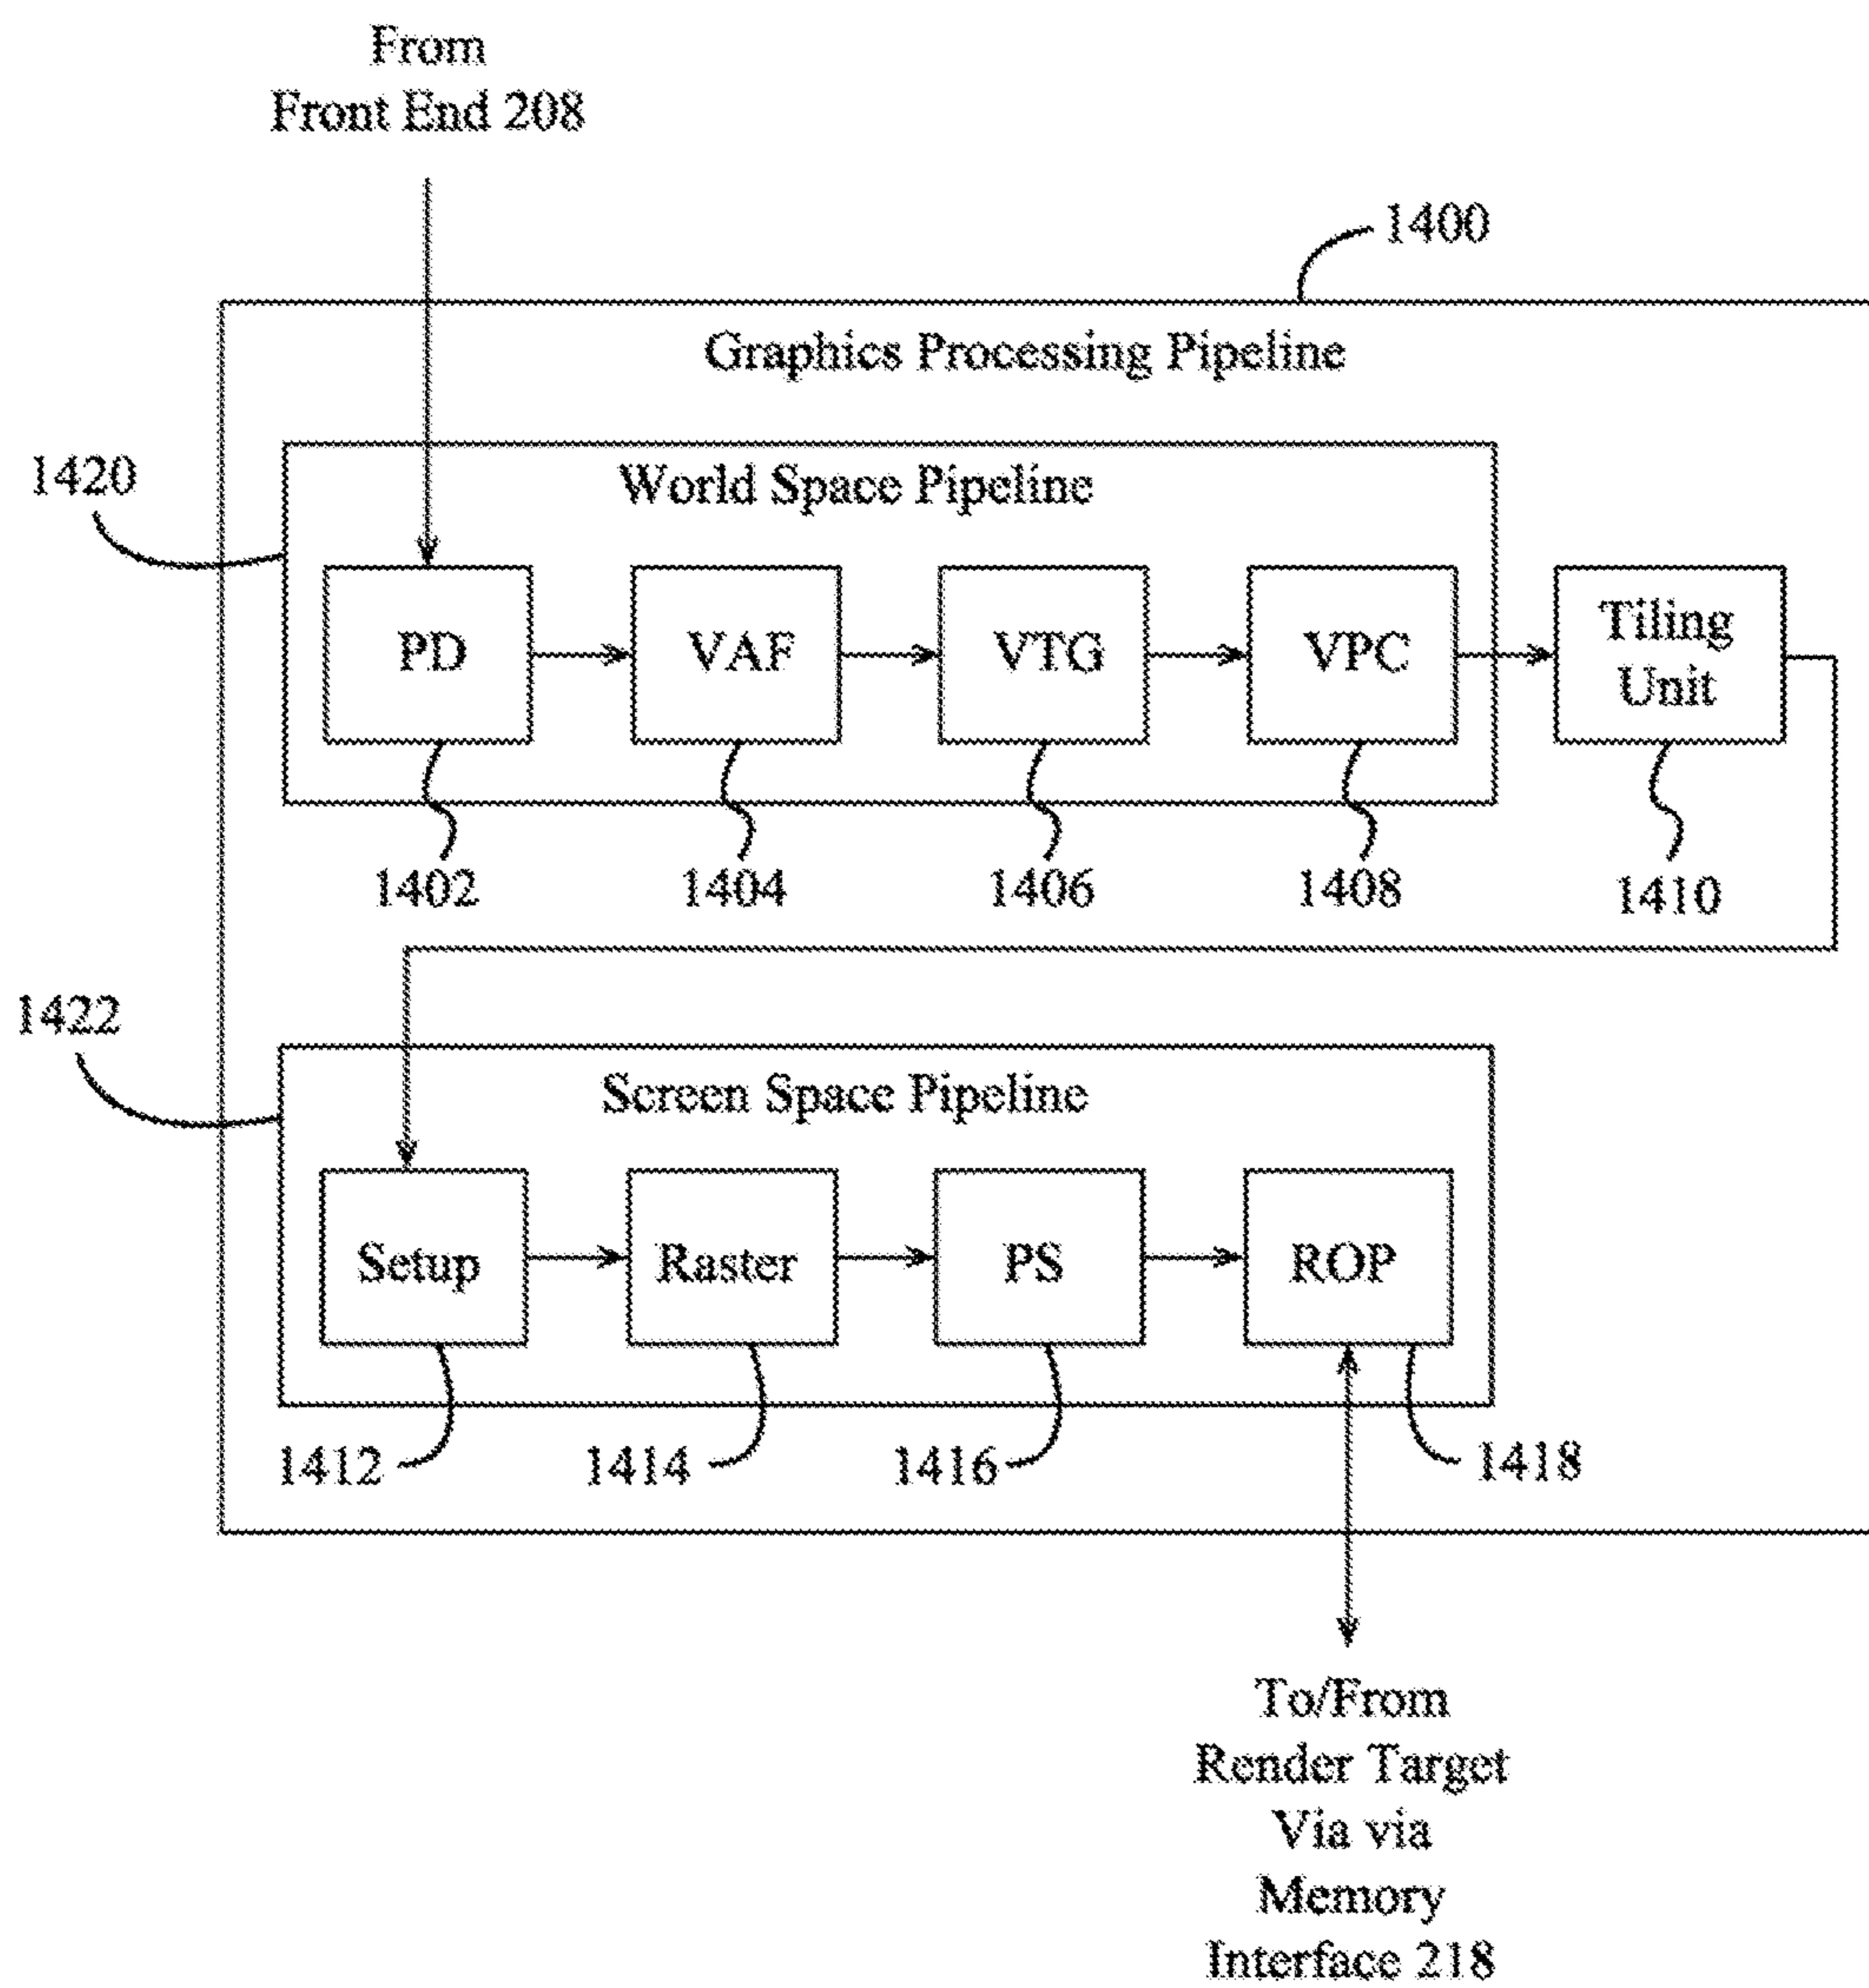 From
Front End 208
1400
Graphics Processing Pipeline
1420
World Space Pipeline
PD
VAF
VTG
VPC
Tiling
Unit
1402
1404
1406
1408
1410
1422
Screen Space Pipeline
Setup
Raster
PS
ROP
1412
1414
1416
1418
To/From
Render Target
Via via
Memory
Interface 218